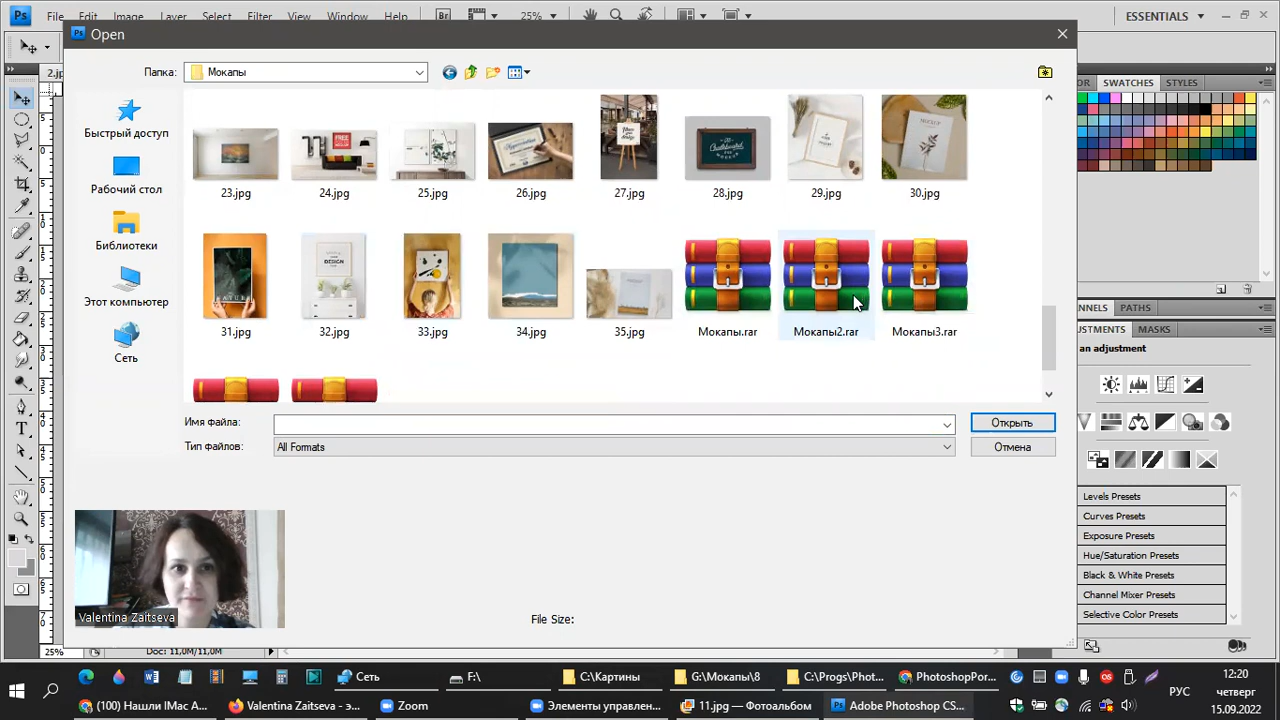 File Edit Image Layer Select Filter View Window Help
Br
25%
ESSENTIALS
Open
2.jp
Папка:
Мокапы
SWATCHES
STYLES
Быстрый доступ
Рабочий стол
Библиотеки
Этот компьютер
Сеть
23.jpg
24.jpg
25.jpg
26.jpg
27.jpg
28.jpg
29.jpg
30.jpg
31.jpg
32.jpg
33.jpg
34.jpg
35.jpg
Мокапы.rar
Мокапы2.rar
Мокапы3.rar
NNELS
PATHS
MASKS
an adjustment
Имя файла:
Открыть
Тип файлов:
All Formats
Отмена
Levels Presets
Curves Presets
Exposure Presets
Hue/Saturation Presets
Black & White Presets
Channel Mixer Presets
Selective Color Presets
Valentina Zaitseva
File Size:
25%
Doc: 11,0M/11,0M
Сеть
F:\
C:\Картины
G:\Мокапы\8
C:\Progs\Phot...
PhotoshopPor...
12:20
РУС
четверг
(100) Нашли IMac A...
Valentina Zaitseva - э...
Zoom
Элементы управлен...
11.jpg — Фотоальбом
Adobe Photoshop CS...
15.09.2022